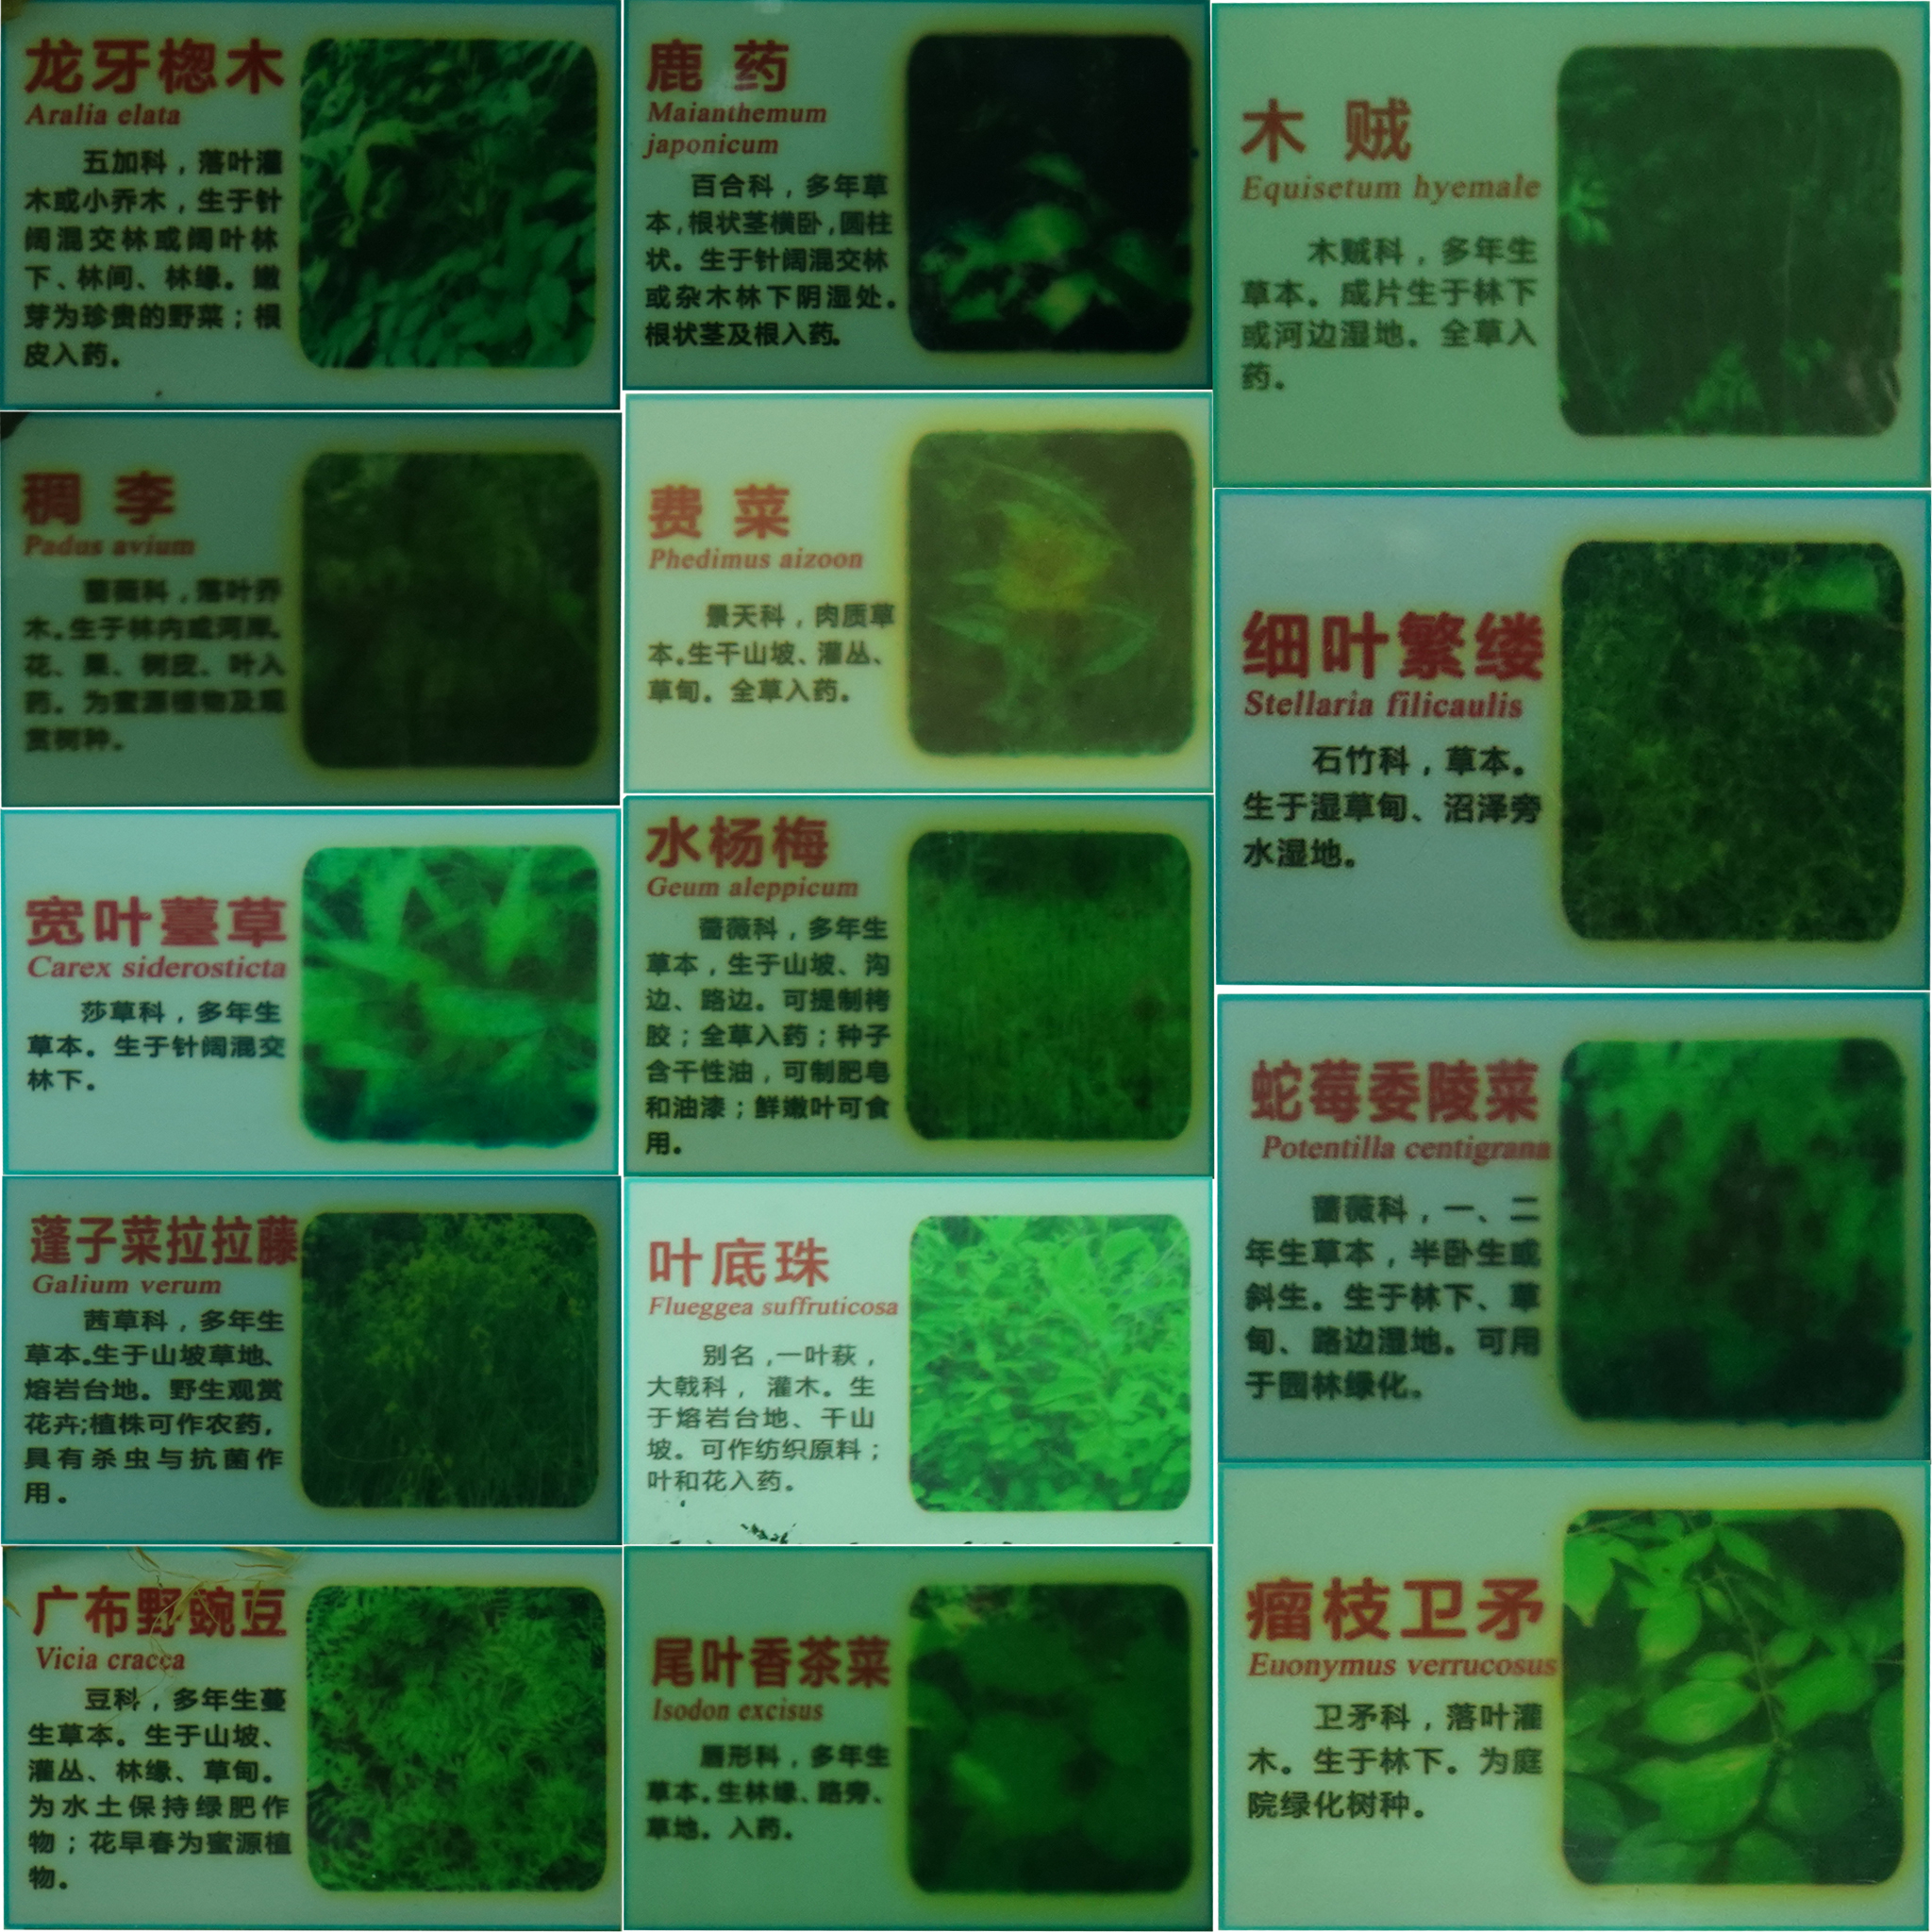 龙牙楤木
Aralia elata
五加科，落叶灌
木或小乔木，生于针
阔混交林或阔叶林
下、林间、林缘。嫩
芽为珍贵的野菜；根
皮入药。
稠李
Padus avium
蔷薇科，落叶乔
木。生于林内或河岸。
花、果、树皮、叶入
药。为蜜源植物及观
赏树种。
宽叶薹草
Carex siderosticta
莎草科，多年生
草本。生于针阔混交
林下。
蓬子菜拉拉藤
Galium verum
茜草科，多年生
草本。生于山坡草地、
熔岩台地。野生观赏
花卉;植株可作农药,
具有杀虫与抗菌作
用。
广布野豌豆
Vicia cracca
豆科，多年生蔓
生草本。生于山坡、
灌丛、林缘、草甸。
为水土保持绿肥作
物；花早春为蜜源植
物。
鹿药
Maianthemum
japonicum
百合科，多年草
本,根状茎横卧,圆柱
状。生于针阔混交林
或杂木林下阴湿处。
根状茎及根入药。
费菜
Phedimus aizoon
景天科，肉质草
本。生干山坡、灌丛、
草甸。全草入药。
水杨梅
Geum aleppicum
蔷薇科，多年生
草本，生于山坡、沟
边、路边。可提制栲
胶；全草入药；种子
含干性油，可制肥皂
和油漆；鲜嫩叶可食
用。
叶底珠
Flueggea suffruticosa
别名,一叶萩，
大戟科，灌木。生
于熔岩台地、干山
坡。可作纺织原料；
叶和花入药。
尾叶香茶菜
Isodon excisus
唇形科，多年生
草本。生林缘、路旁、
草地。入药。
木贼
Equisetum hyemale
木贼科，多年生
草本。成片生于林下
或河边湿地。全草入
药。
细叶繁缕
Stellaria filicaulis
石竹科，草本。
生于湿草甸、沼泽旁
水湿地。
蛇莓委陵菜
Potentilla centigrana
蔷薇科，一、二
年生草本，半卧生或
斜生。生于林下、草
甸、路边湿地。可用
于园林绿化。
瘤枝卫矛
Euonymus verrucosus
卫矛科，落叶灌
木。生于林下。为庭
院绿化树种。